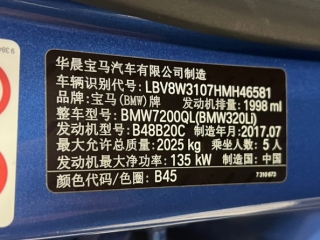 华晨宝马汽车有限公司制造
车辆识别代号: LBV8W3107HMH46581
品牌: 宝马(BMW)牌 发动机排量: 1998 ml
整车型号: BMW7200QL(BMW320Li)
发动机型号: B48B20C 制造年月: 2017.07
最大允许总质量: 2025 kg 乘坐人数: 5人
发动机最大净功率: 135 kW 制造国: 中国
颜色代码/色圈: B45
7 310 673